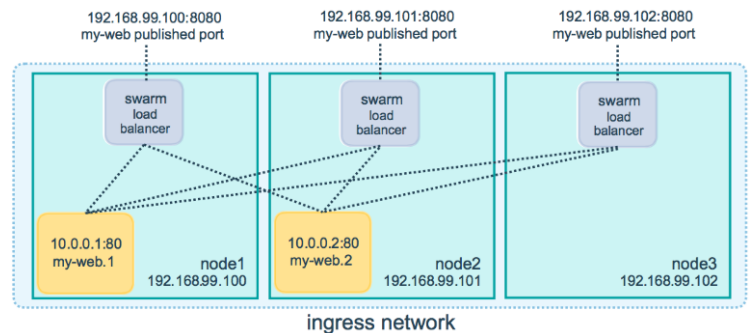 192.168.99.100:8080
my-web published port
192.168.99.101:8080
my-web published port
192.168.99.102:8080
my-web published port
swarm
load
balancer
swarm
load
balancer
swarm
load
balancer
10.0.0.1:80
my-web.1
node1
192.168.99.100
10.0.0.2:80
my-web.2
node2
192.168.99.101
node3
192.168.99.102
ingress network